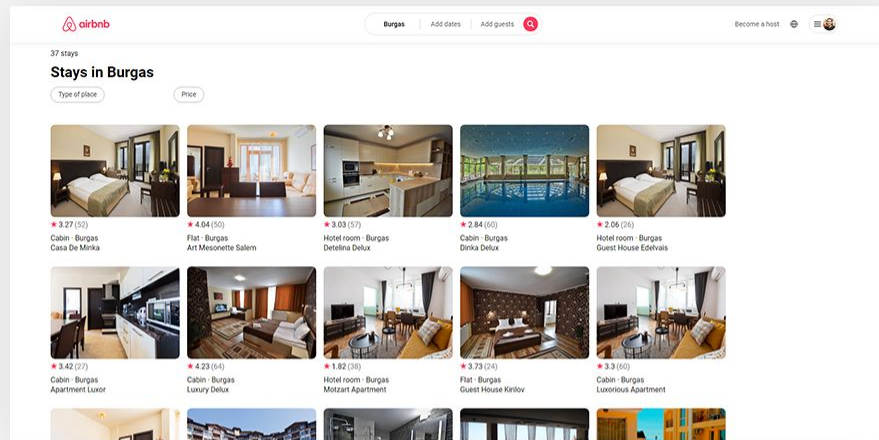 airbnb
Burgas
Add dates
Add guests
Become a host
37 stays
Stays in Burgas
Type of place
Price
★ 3.27 (52)
Cabin · Burgas
Casa De Minka
★ 4.04 (50)
Flat · Burgas
Art Mesonette Salem
★ 3.03 (57)
Hotel room · Burgas
Detelina Delux
★ 2.84 (60)
Cabin · Burgas
Dinka Delux
★ 2.06 (26)
Hotel room · Burgas
Guest House Edelvais
★ 3.42 (27)
Cabin · Burgas
Apartment Luxor
★ 4.23 (64)
Cabin · Burgas
Luxury Delux
★ 1.82 (38)
Hotel room · Burgas
Motzart Apartment
★ 3.73 (24)
Flat · Burgas
Guest House Kirilov
★ 3.3 (60)
Cabin · Burgas
Luxorious Apartment